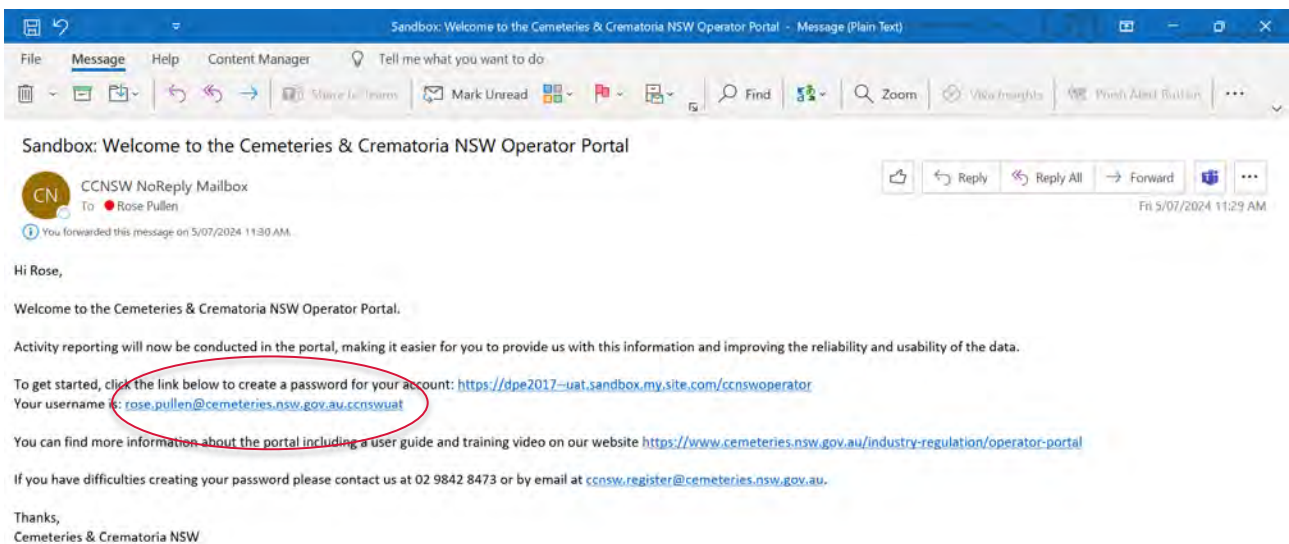 Sandbox: Welcome to the Cemeteries & Crematoria NSW Operator Portal - Message (Plain Text)
File Message Help Content Manager Tell me what you want to do
Share to Teams Mark Unread Find Zoom Viva Insights Phish Alert Button ...
Sandbox: Welcome to the Cemeteries & Crematoria NSW Operator Portal
CN
CCNSW NoReply Mailbox
Reply Reply All Forward ...
To Rose Pullen
Fri 5/07/2024 11:29 AM
You forwarded this message on 5/07/2024 11:30 AM.
Hi Rose,
Welcome to the Cemeteries & Crematoria NSW Operator Portal.
Activity reporting will now be conducted in the portal, making it easier for you to provide us with this information and improving the reliability and usability of the data.
To get started, click the link below to create a password for your account: https://dpe2017--uat.sandbox.my.site.com/ccnswoperator
Your username is: rose.pullen@cemeteries.nsw.gov.au.ccnswuat
You can find more information about the portal including a user guide and training video on our website https://www.cemeteries.nsw.gov.au/industry-regulation/operator-portal
If you have difficulties creating your password please contact us at 02 9842 8473 or by email at ccnsw.register@cemeteries.nsw.gov.au.
Thanks,
Cemeteries & Crematoria NSW